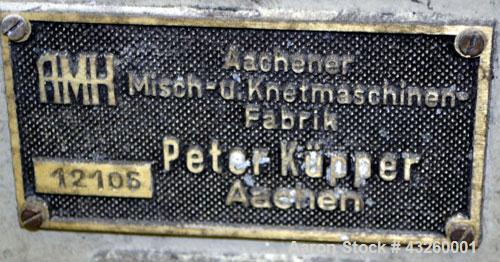 AMK
Aachener
Misch-u.Knetmaschinen-
Fabrik
Peter Küpper
Aachen
12106
Aaron Stock # 43260001